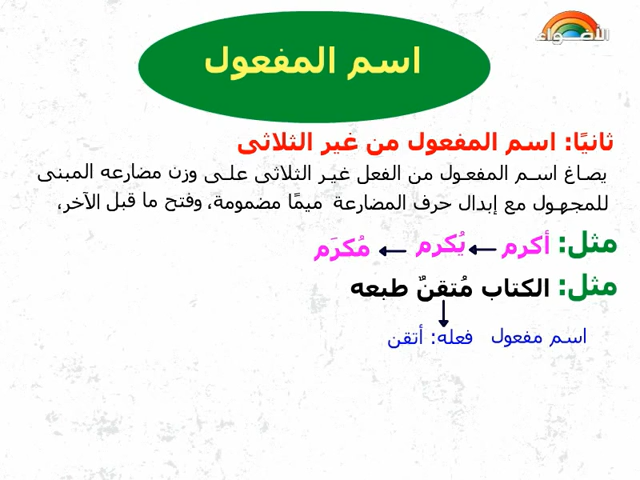 الأضواء
اسم المفعول
ثانيًا: اسم المفعول من غير الثلاثى
يصاغ اسم المفعول من الفعل غير الثلاثى على وزن مضارعه المبنى
للمجهول مع إبدال حرف المضارعة ميمًا مضمومة، وفتح ما قبل الآخر،
مثل: أكرم ← يُكرم ← مُكرَم
مثل: الكتاب مُتقنٌ طبعه
اسم مفعول فعله: أتقن